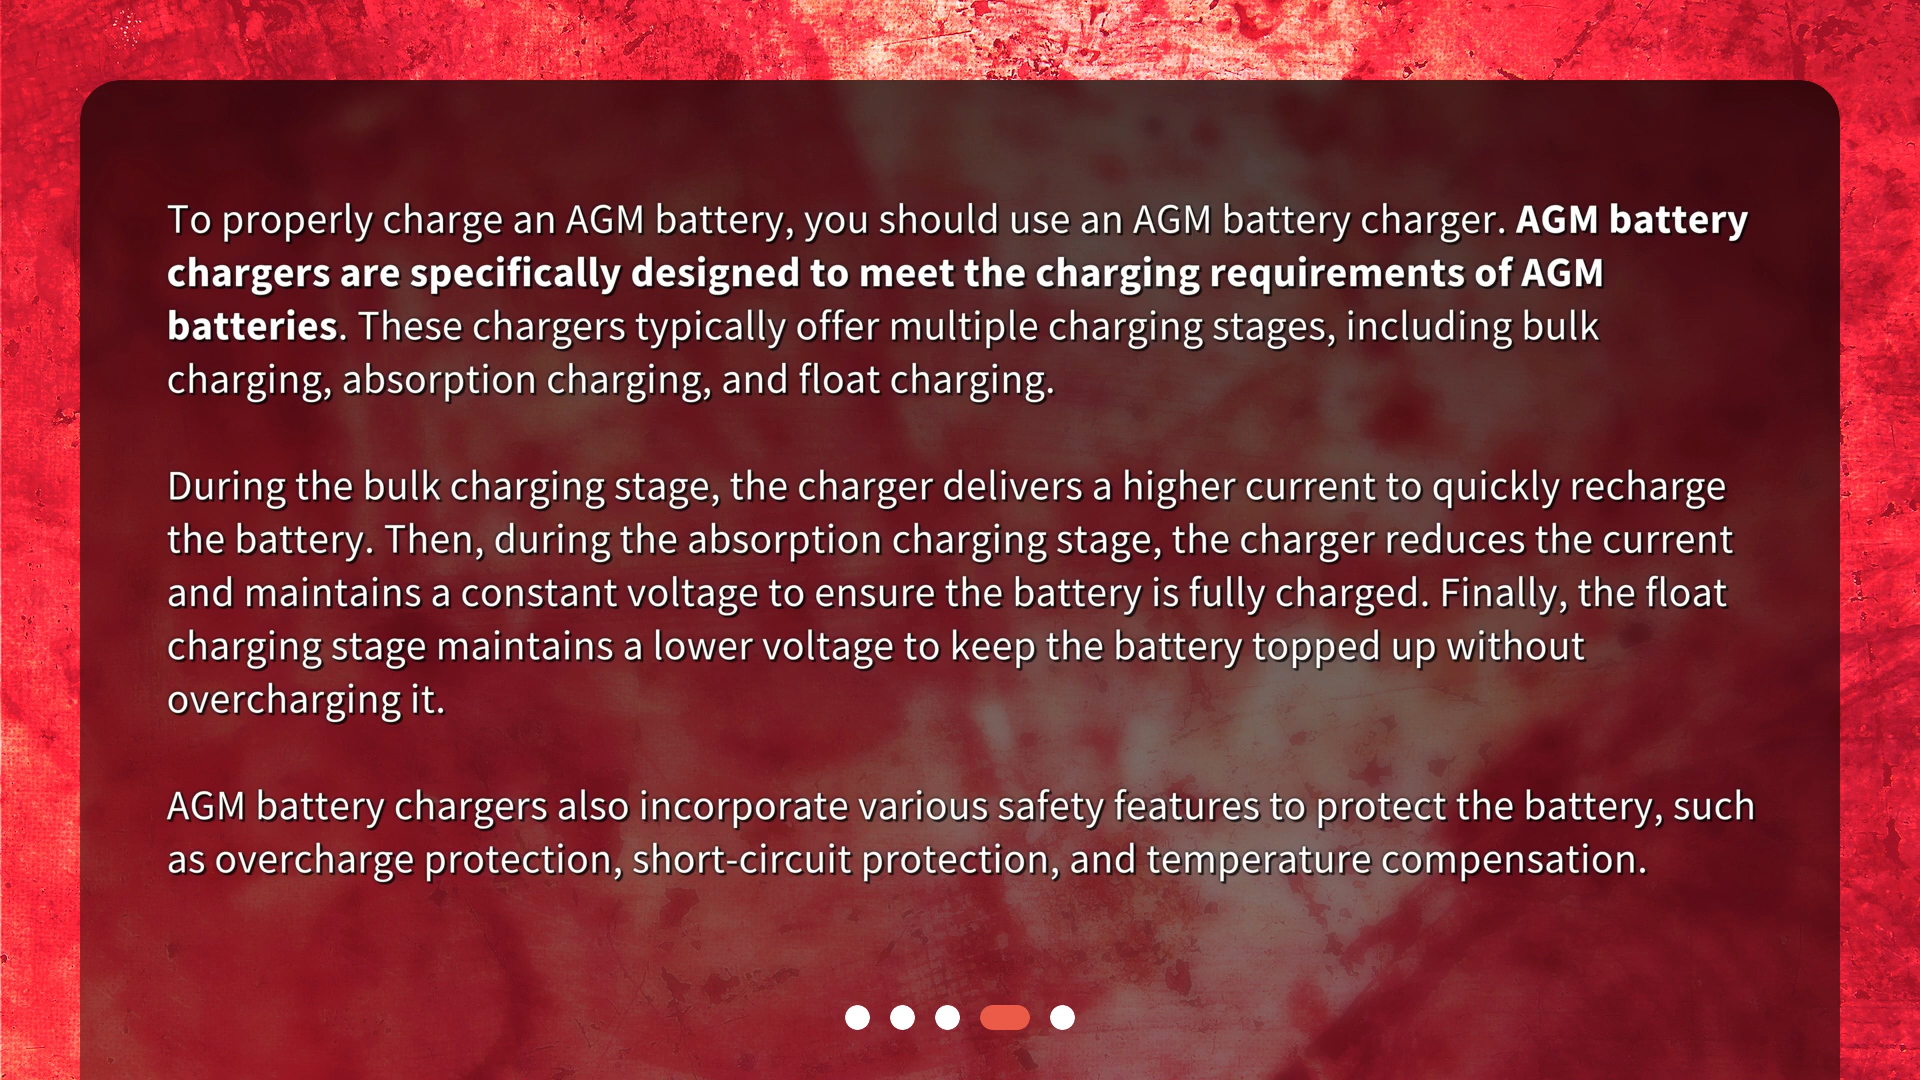 To properly charge an AGM battery, you should use an AGM battery charger. AGM battery
chargers are specifically designed to meet the charging requirements of AGM
batteries. These chargers typically offer multiple charging stages, including bulk
charging, absorption charging, and float charging.
During the bulk charging stage, the charger delivers a higher current to quickly recharge
the battery. Then, during the absorption charging stage, the charger reduces the current
and maintains a constant voltage to ensure the battery is fully charged. Finally, the float
charging stage maintains a lower voltage to keep the battery topped up without
overcharging it.
AGM battery chargers also incorporate various safety features to protect the battery, such
as overcharge protection, short-circuit protection, and temperature compensation.